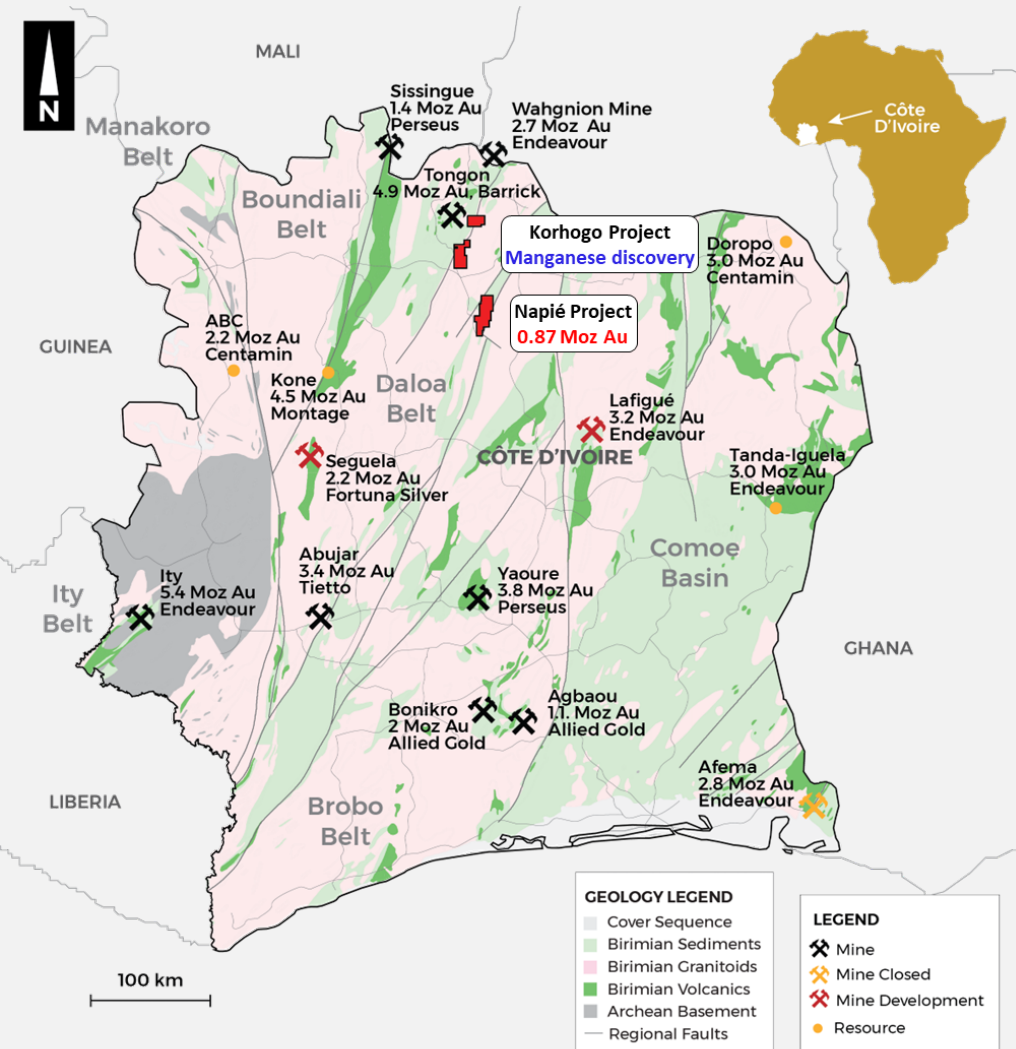 MALI
N
Manakoro
Belt
Sissingue
1.4 Moz Au
Perseus
Wahgnion Mine
2.7 Moz Au
Endeavour
Côte
D'Ivoire
Tongon
4.9 Moz Au, Barrick
Boundiali
Belt
Korhogo Project
Manganese discovery
Doropo
3.0 Moz Au
Centamin
Napié Project
0.87 Moz Au
GUINEA
ABC
2.2 Moz Au
Centamin
Kone
4.5 Moz Au
Montage
Daloa
Belt
Lafigué
3.2 Moz Au
Endeavour
CÔTE D'IVOIRE
Tanda-Iguela
3.0 Moz Au
Endeavour
Seguela
2.2 Moz Au
Fortuna Silver
Comoe
Basin
Abujar
3.4 Moz Au
Tietto
Ity
5.4 Moz Au
Endeavour
Ity
Belt
Yaoure
3.8 Moz Au
Perseus
GHANA
Bonikro
2 Moz Au
Allied Gold
Agbaou
1.1. Moz Au
Allied Gold
Afema
2.8 Moz Au
Endeavour
LIBERIA
Brobo
Belt
100 km
GEOLOGY LEGEND
Cover Sequence
Birimian Sediments
Birimian Granitoids
Birimian Volcanics
Archean Basement
Regional Faults
LEGEND
Mine
Mine Closed
Mine Development
Resource